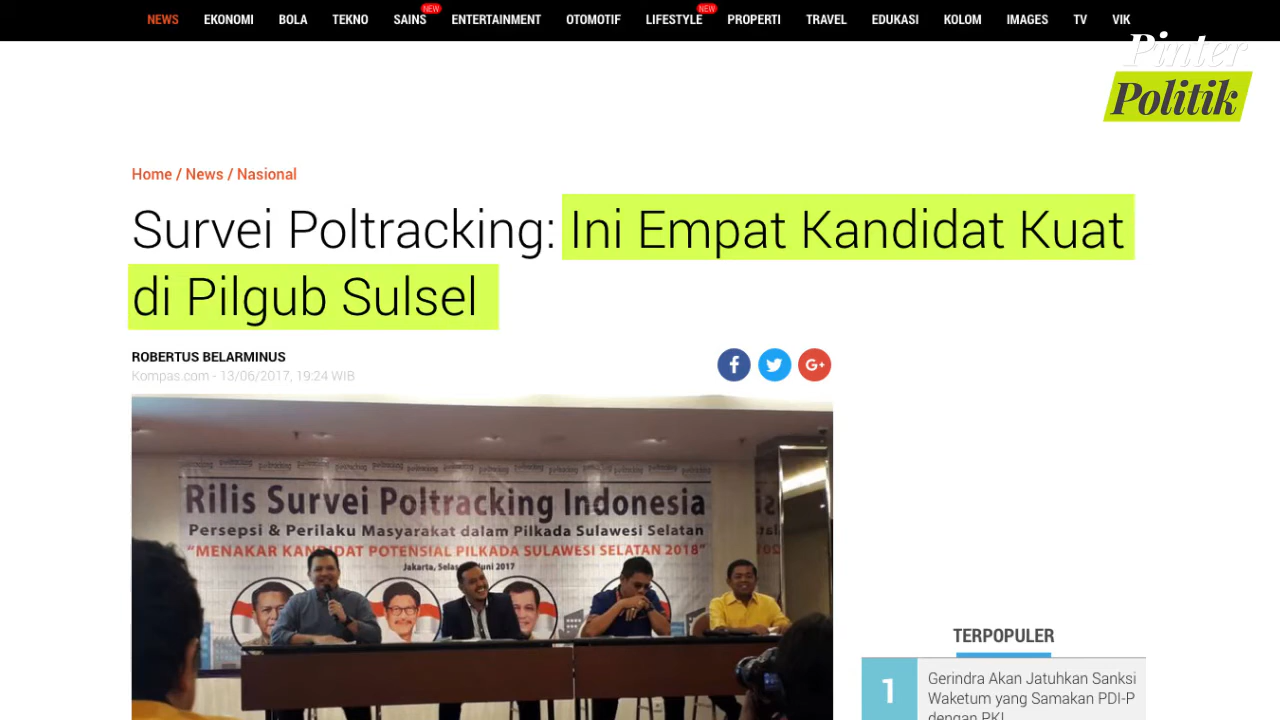 NEWS EKONOMI BOLA TEKNO SAINS NEW ENTERTAINMENT OTOMOTIF LIFESTYLE NEW PROPERTI TRAVEL EDUKASI KOLOM IMAGES TV VIK
Pinter
Politik
Home / News / Nasional
Survei Poltracking: Ini Empat Kandidat Kuat
di Pilgub Sulsel
ROBERTUS BELARMINUS
Kompas.com - 13/06/2017, 19:24 WIB
Rilis Survei Poltracking Indonesia
Persepsi & Perilaku Masyarakat dalam Pilkada Sulawesi Selatan
"MENAKAR KANDIDAT POTENSIAL PILKADA SULAWESI SELATAN 2018"
Jakarta, Juni 2017
TERPOPULER
1
Gerindra Akan Jatuhkan Sanksi
Waketum yang Samakan PDI-P
dengan PKI